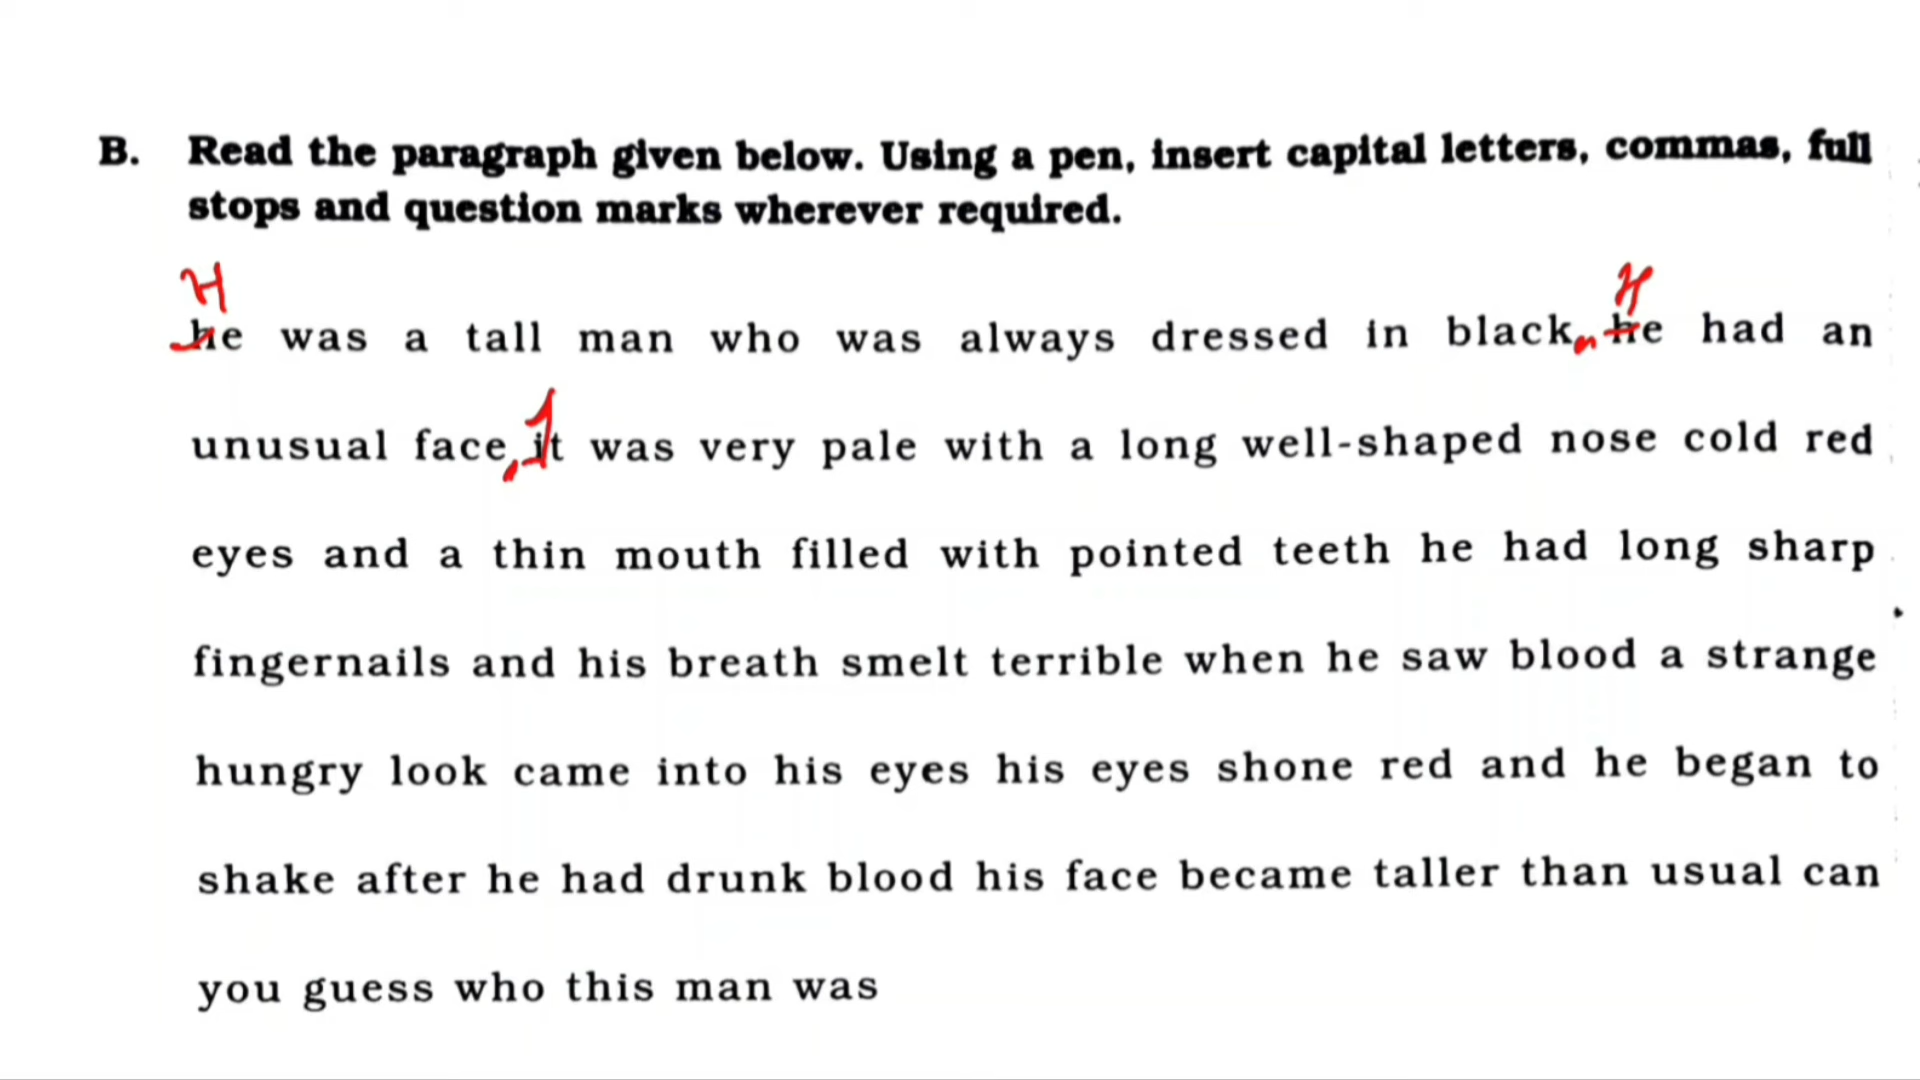 B. Read the paragraph given below. Using a pen, insert capital letters, commas, full
stops and question marks wherever required.
H H
he was a tall man who was always dressed in black. he had an
I
unusual face. it was very pale with a long well-shaped nose cold red
eyes and a thin mouth filled with pointed teeth he had long sharp
fingernails and his breath smelt terrible when he saw blood a strange
hungry look came into his eyes his eyes shone red and he began to
shake after he had drunk blood his face became taller than usual can
you guess who this man was